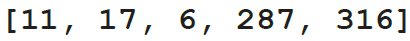 [11, 17, 6, 287, 316]